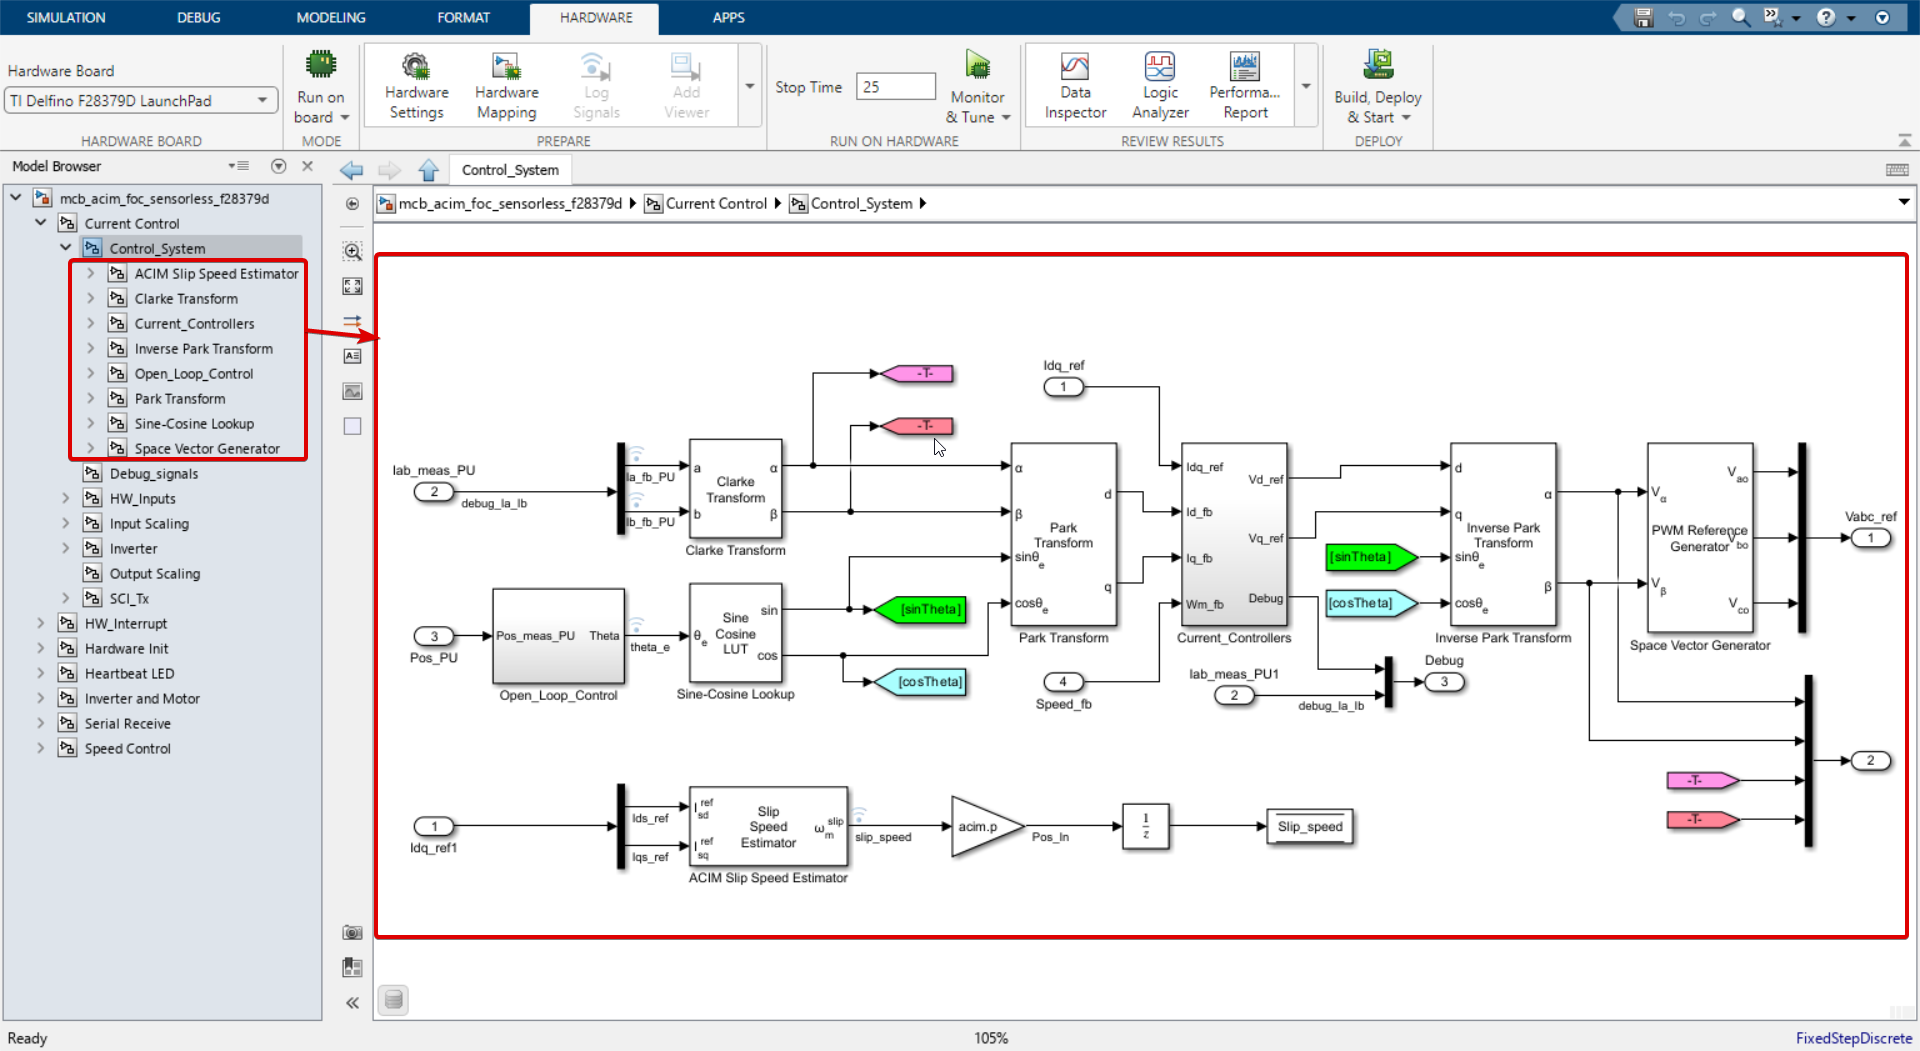 SIMULATION DEBUG MODELING FORMAT HARDWARE APPS
Hardware Board
TI Delfino F28379D LaunchPad
HARDWARE BOARD
Run on
board
MODE
Hardware
Settings
Hardware
Mapping
Log
Signals
Add
Viewer
PREPARE
Stop Time 25
Monitor
& Tune
RUN ON HARDWARE
Data
Inspector
Logic
Analyzer
Performa...
Report
REVIEW RESULTS
Build, Deploy
& Start
DEPLOY
Model Browser
Control_System
mcb_acim_foc_sensorless_f28379d
Current Control
Control_System
ACIM Slip Speed Estimator
Clarke Transform
Current_Controllers
Inverse Park Transform
Open_Loop_Control
Park Transform
Sine-Cosine Lookup
Space Vector Generator
Debug_signals
HW_Inputs
Input Scaling
Inverter
Output Scaling
SCI_Tx
HW_Interrupt
Hardware Init
Heartbeat LED
Inverter and Motor
Serial Receive
Speed Control
mcb_acim_foc_sensorless_f28379d Current Control Control_System
Iab_meas_PU
2
debug_Ia_Ib
Ia_fb_PU
Ib_fb_PU
a
b
Clarke
Transform
α
β
Clarke Transform
-T-
-T-
3
Pos_PU
Pos_meas_PU Theta
Open_Loop_Control
theta_e
θe
Sine
Cosine
LUT
sin
cos
Sine-Cosine Lookup
[sinTheta]
[cosTheta]
Idq_ref
1
α
β
sinθe
cosθe
Park
Transform
d
q
Park Transform
4
Speed_fb
Idq_ref
Id_fb
Iq_fb
Wm_fb
Vd_ref
Vq_ref
Debug
Current_Controllers
Iab_meas_PU1
2
debug_Ia_Ib
Debug
3
[sinTheta]
[cosTheta]
d
q
sinθe
cosθe
Inverse Park
Transform
α
β
Inverse Park Transform
Vα
Vβ
PWM Reference
Generator
Vao
Vbo
Vco
Space Vector Generator
Vabc_ref
1
-T-
-T-
2
1
Idq_ref1
Ids_ref
Iqs_ref
I ref sd
I ref sq
Slip
Speed
Estimator
ω slip m
ACIM Slip Speed Estimator
slip_speed
acim.p
Pos_In
1
z
Slip_speed
Ready 105% FixedStepDiscrete